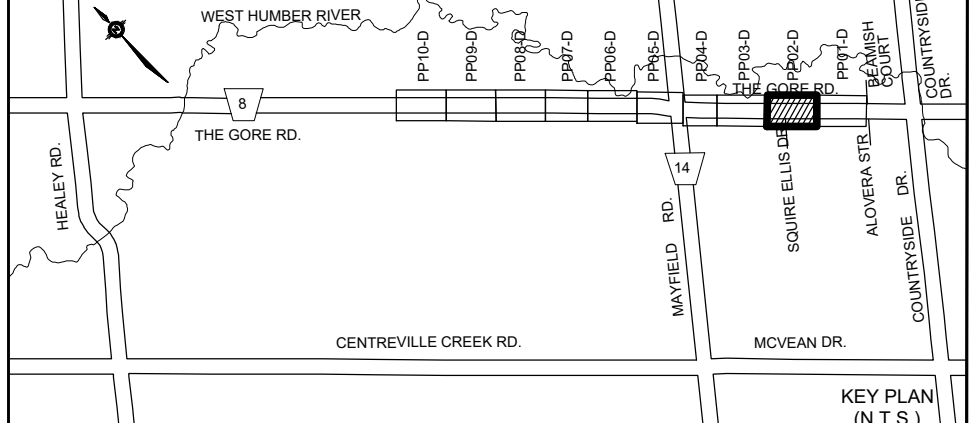 WEST HUMBER RIVER
PP10-D
PP09-D
PP08-D
PP07-D
PP06-D
PP05-D
PP04-D
PP03-D
PP02-D
PP01-D
BEAMISH
COURT
COUNTRYSIDE
DR.
THE GORE RD.
8
THE GORE RD.
HEALEY RD.
14
MAYFIELD RD.
SQUIRE ELLIS DR
ALOVERA STR
COUNTRYSIDE DR.
CENTREVILLE CREEK RD.
MCVEAN DR.
KEY PLAN
(N.T.S.)